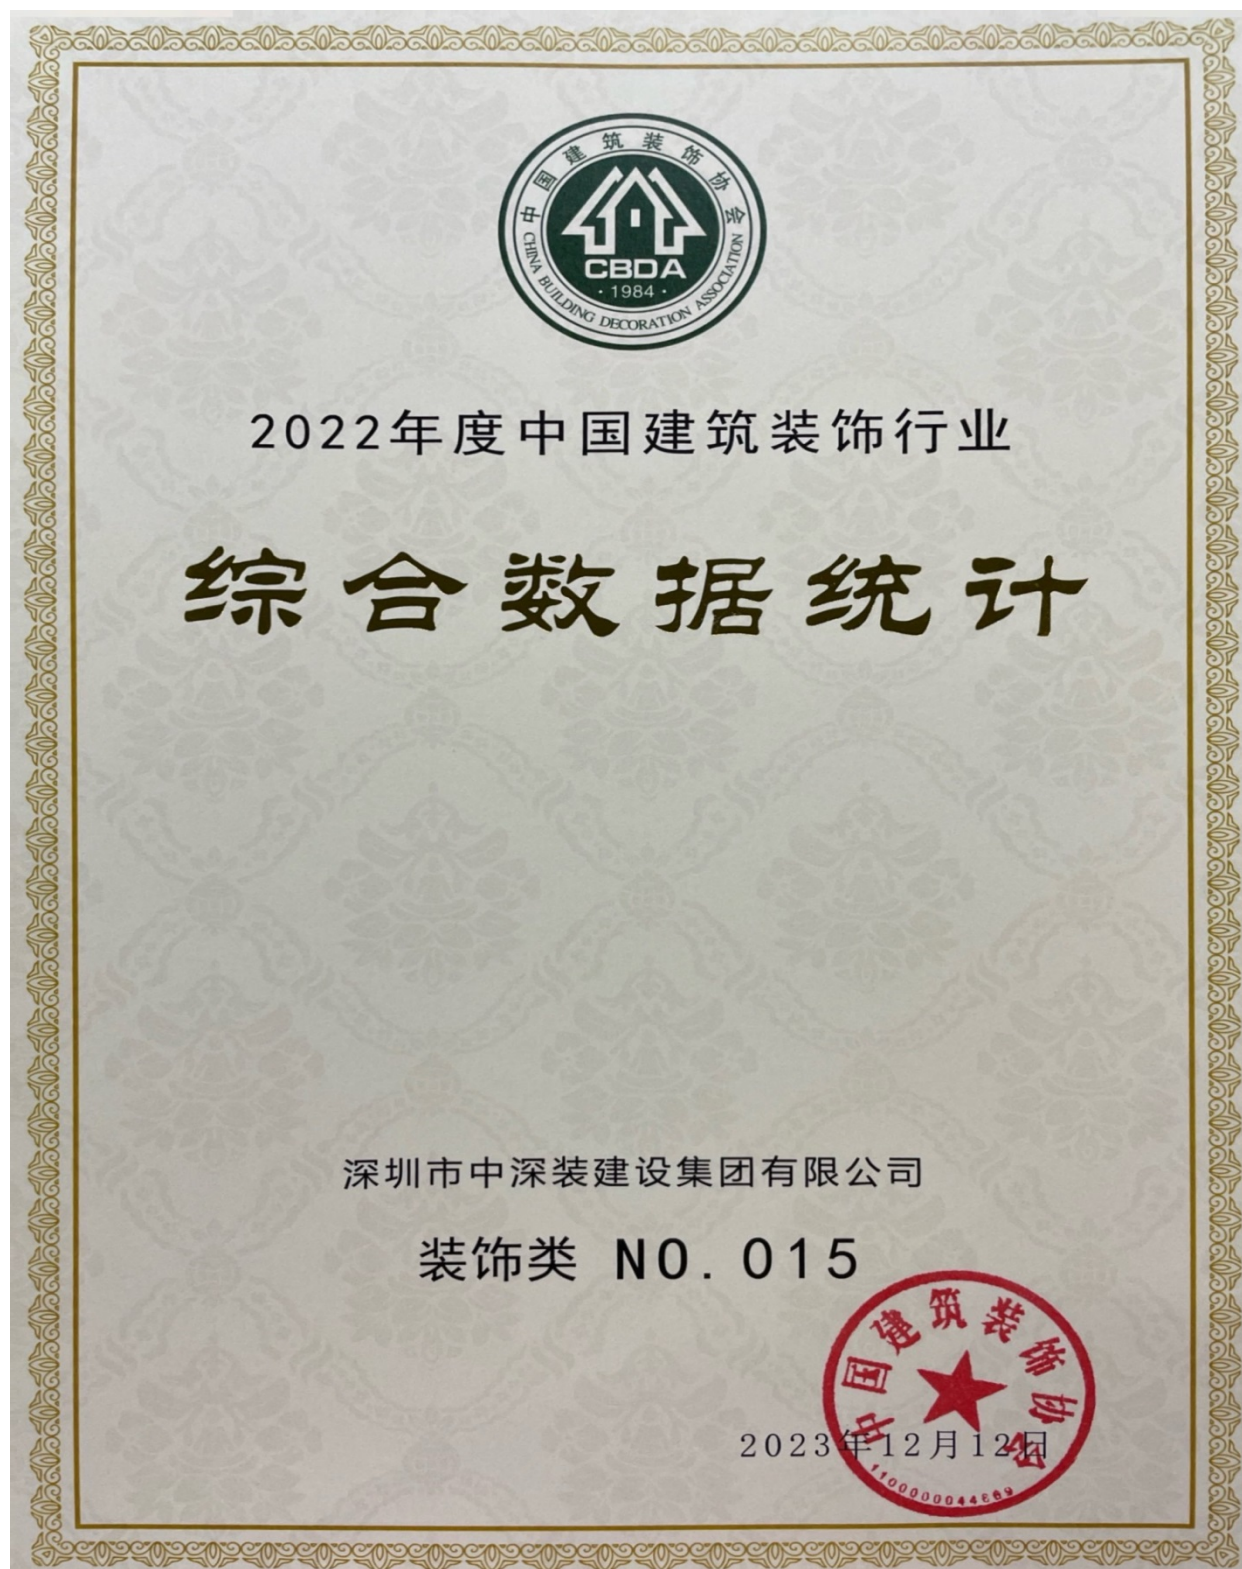 中国建筑装饰协会
CBDA
·1984·
CHINA BUILDING DECORATION ASSOCIATION
2022年度中国建筑装饰行业
综合数据统计
深圳市中深装建设集团有限公司
装饰类 NO. 015
中国建筑装饰协会
2023年12月12日